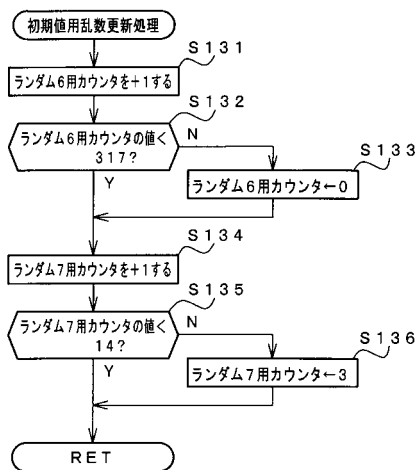 初期値用乱数更新処理
S131
ランダム6用カウンタを+1する
S132
ランダム6用カウンタの値<
317?
N
S133
Y
ランダム6用カウンタ←0
S134
ランダム7用カウンタを+1する
S135
ランダム7用カウンタの値<
14?
N
S136
Y
ランダム7用カウンタ←3
RET